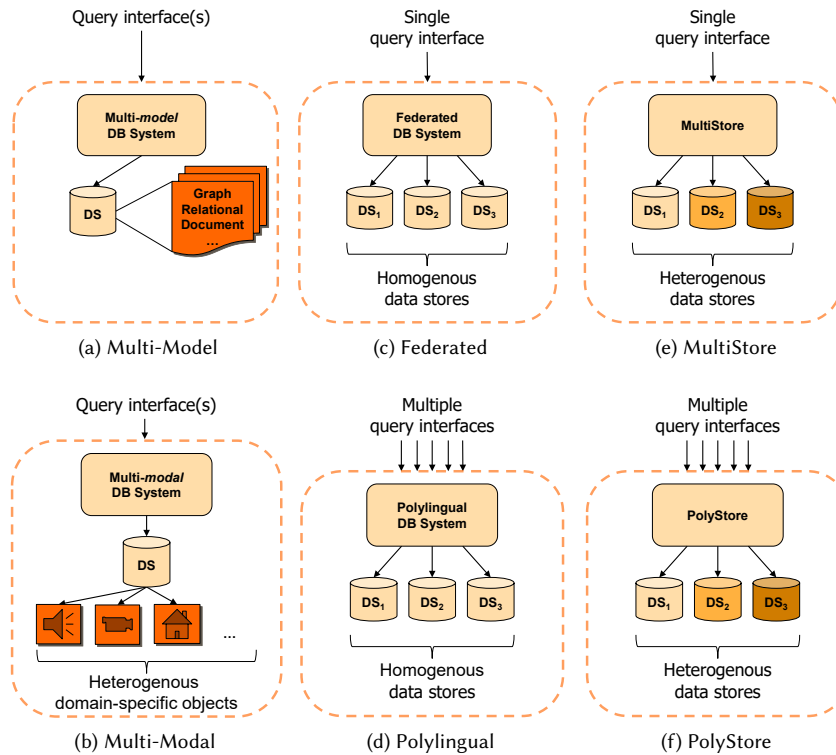 Query interface(s)
Multi-model
DB System
DS
Graph
Relational
Document
...
(a) Multi-Model
Single
query interface
Federated
DB System
DS1
DS2
DS3
Homogenous
data stores
(c) Federated
Single
query interface
MultiStore
DS1
DS2
DS3
Heterogenous
data stores
(e) MultiStore
Query interface(s)
Multi-modal
DB System
DS
...
Heterogenous
domain-specific objects
(b) Multi-Modal
Multiple
query interfaces
Polylingual
DB System
DS1
DS2
DS3
Homogenous
data stores
(d) Polylingual
Multiple
query interfaces
PolyStore
DS1
DS2
DS3
Heterogenous
data stores
(f) PolyStore